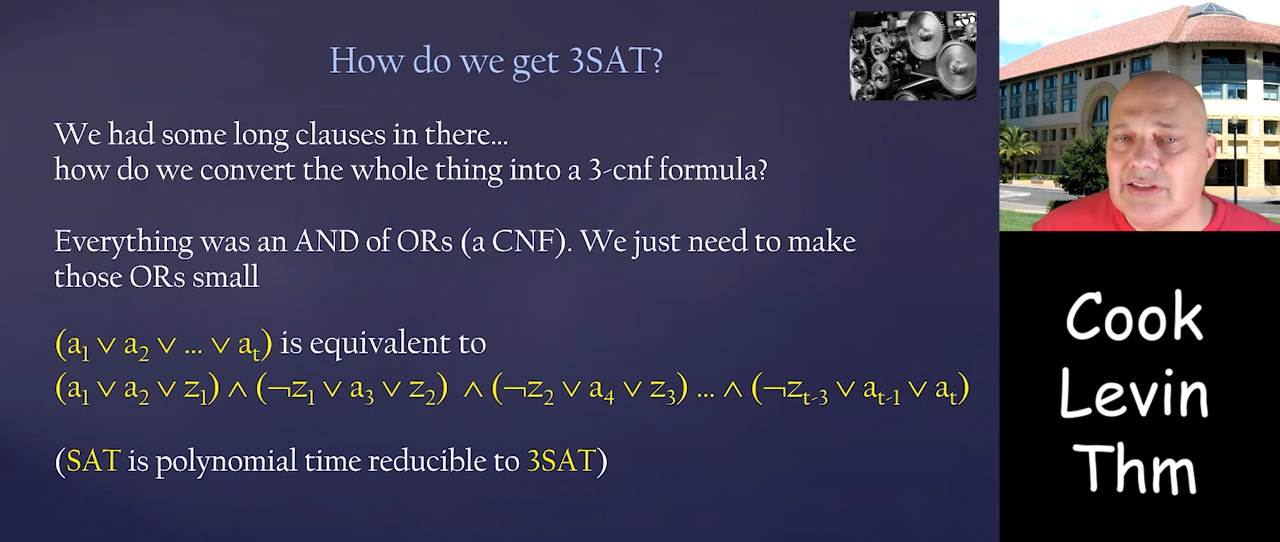 How do we get 3SAT?
We had some long clauses in there...
how do we convert the whole thing into a 3-cnf formula?
Everything was an AND of ORs (a CNF). We just need to make
those ORs small
(a₁ ∨ a₂ ∨ ... ∨ aₜ) is equivalent to
(a₁ ∨ a₂ ∨ z₁) ∧ (¬z₁ ∨ a₃ ∨ z₂) ∧ (¬z₂ ∨ a₄ ∨ z₃) ... ∧ (¬zₜ₋₃ ∨ aₜ₋₁ ∨ aₜ)
(SAT is polynomial time reducible to 3SAT)
Cook
Levin
Thm